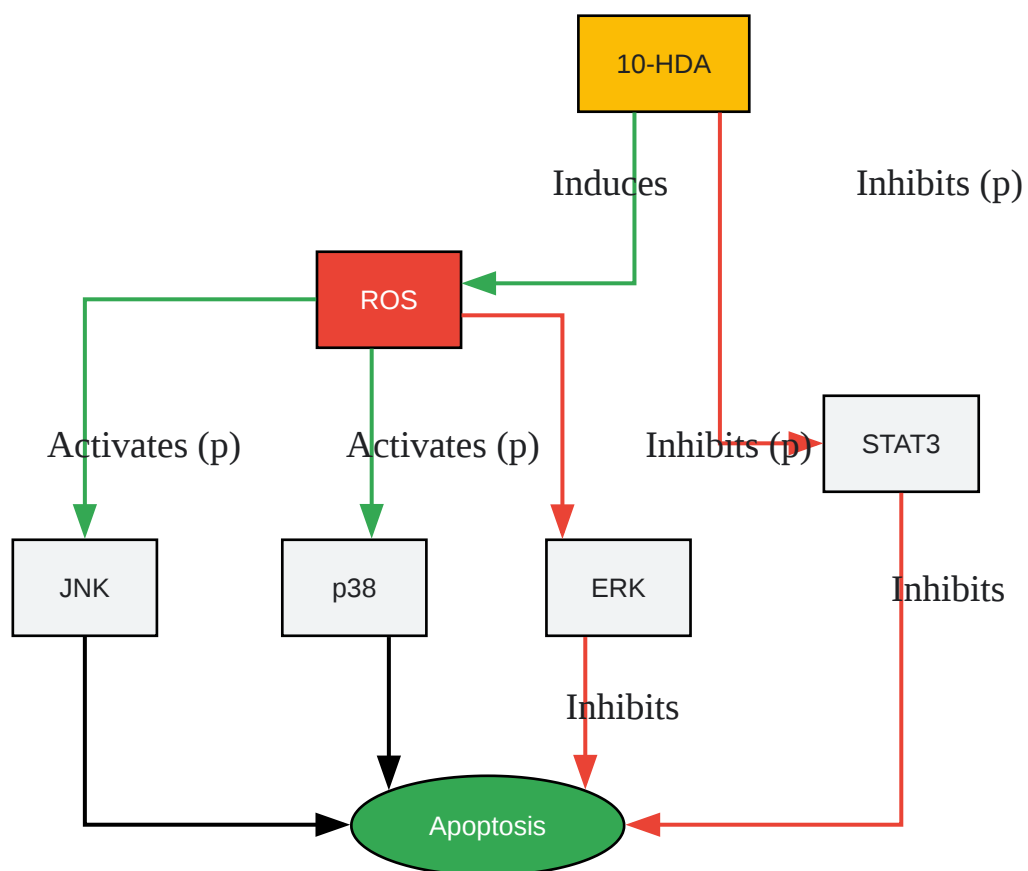 10-HDA
Induces
Inhibits (p)
ROS
Activates (p)
Activates (p)
Inhibits (p)
STAT3
JNK
p38
ERK
Inhibits
Inhibits
Apoptosis